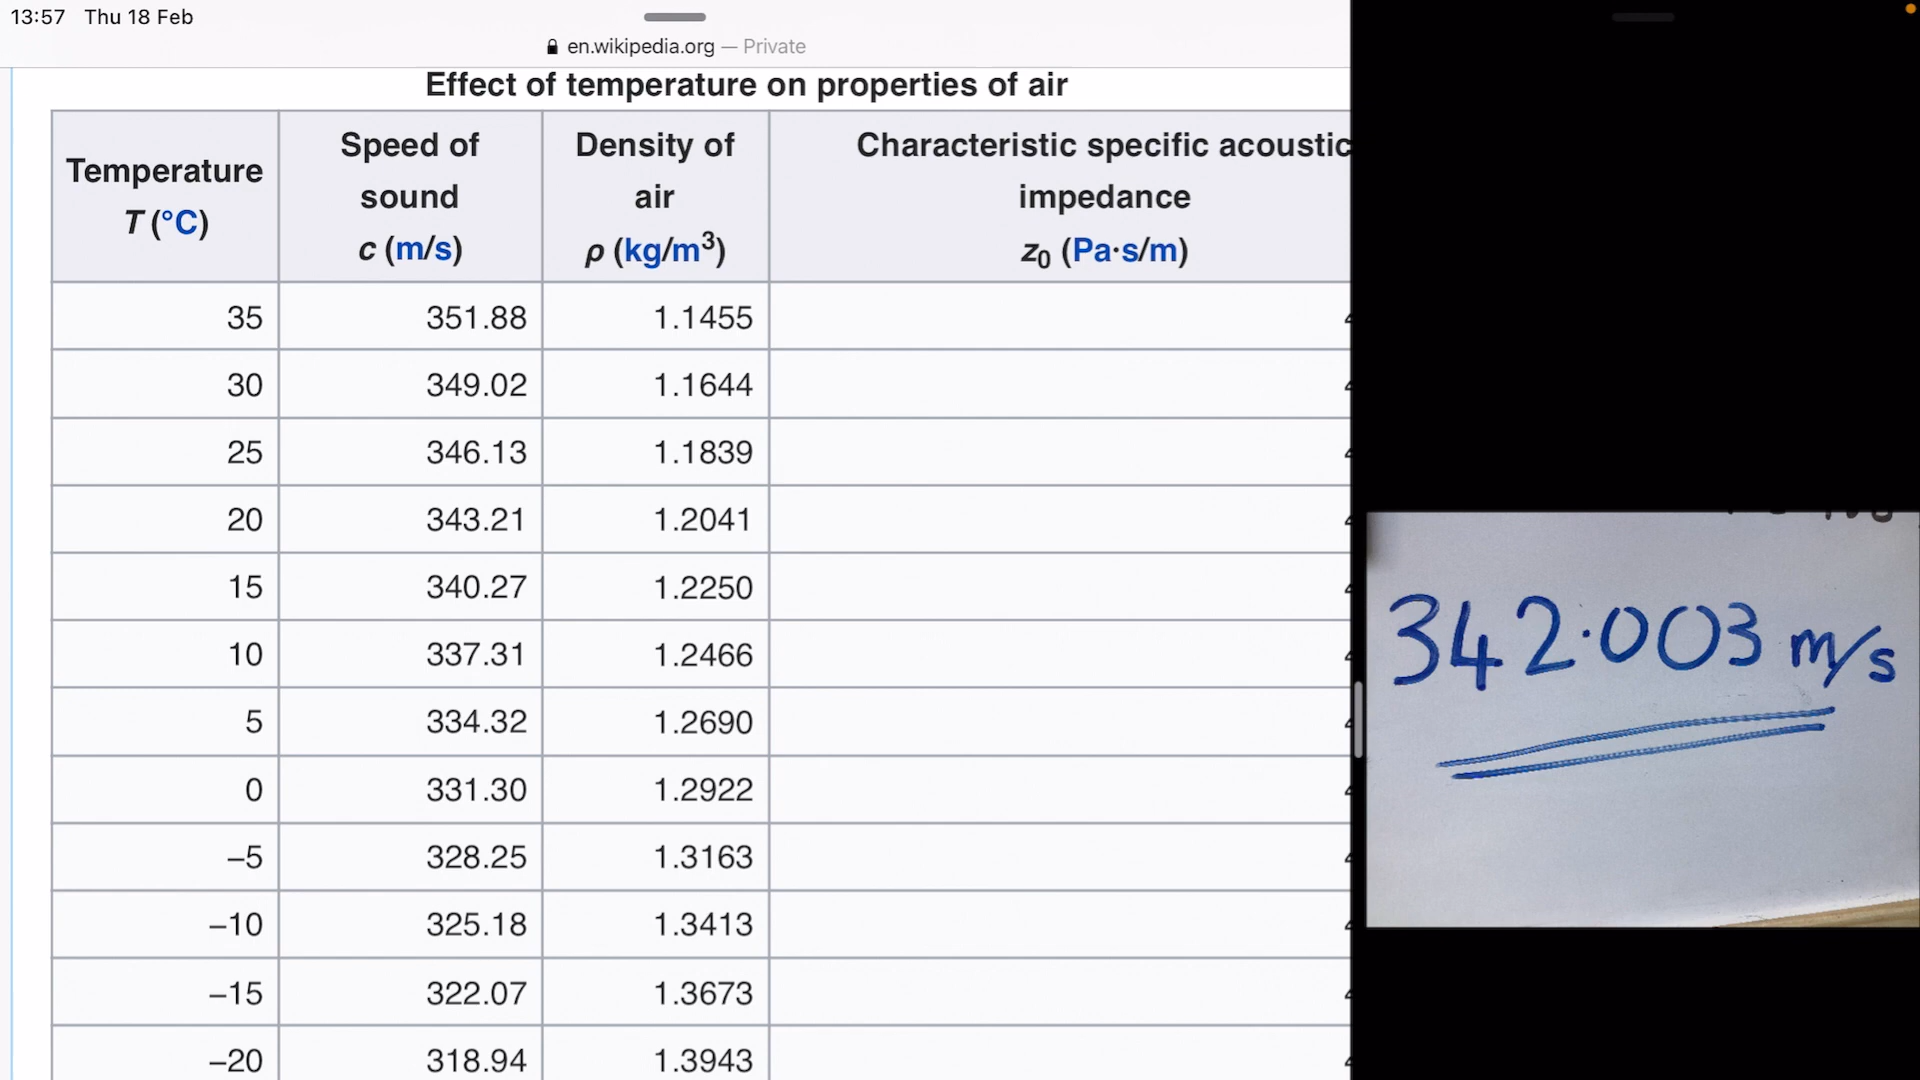 13:57 Thu 18 Feb
en.wikipedia.org — Private
Effect of temperature on properties of air
Temperature T (°C) Speed of sound c (m/s) Density of air ρ (kg/m³) Characteristic specific acoustic impedance z₀ (Pa·s/m)
35 351.88 1.1455
30 349.02 1.1644
25 346.13 1.1839
20 343.21 1.2041
15 340.27 1.2250
10 337.31 1.2466
5 334.32 1.2690
0 331.30 1.2922
−5 328.25 1.3163
−10 325.18 1.3413
−15 322.07 1.3673
−20 318.94 1.3943
342.003 m/s